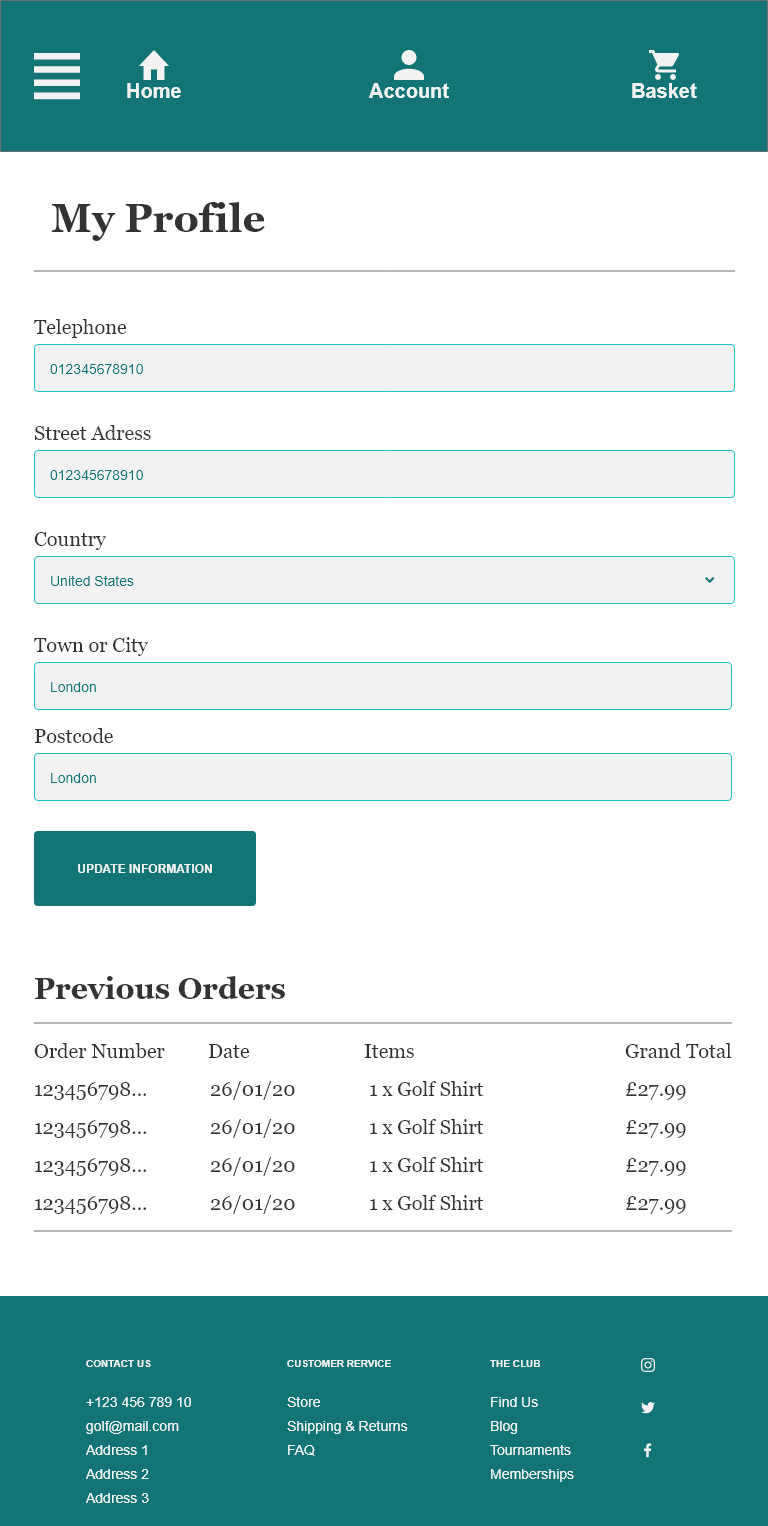 Home
Account
Basket
My Profile
Telephone
012345678910
Street Adress
012345678910
Country
United States
Town or City
London
Postcode
London
UPDATE INFORMATION
Previous Orders
Order Number Date Items Grand Total
123456798... 26/01/20 1 x Golf Shirt £27.99
123456798... 26/01/20 1 x Golf Shirt £27.99
123456798... 26/01/20 1 x Golf Shirt £27.99
123456798... 26/01/20 1 x Golf Shirt £27.99
CONTACT US
+123 456 789 10
golf@mail.com
Address 1
Address 2
Address 3
CUSTOMER RERVICE
Store
Shipping & Returns
FAQ
THE CLUB
Find Us
Blog
Tournaments
Memberships